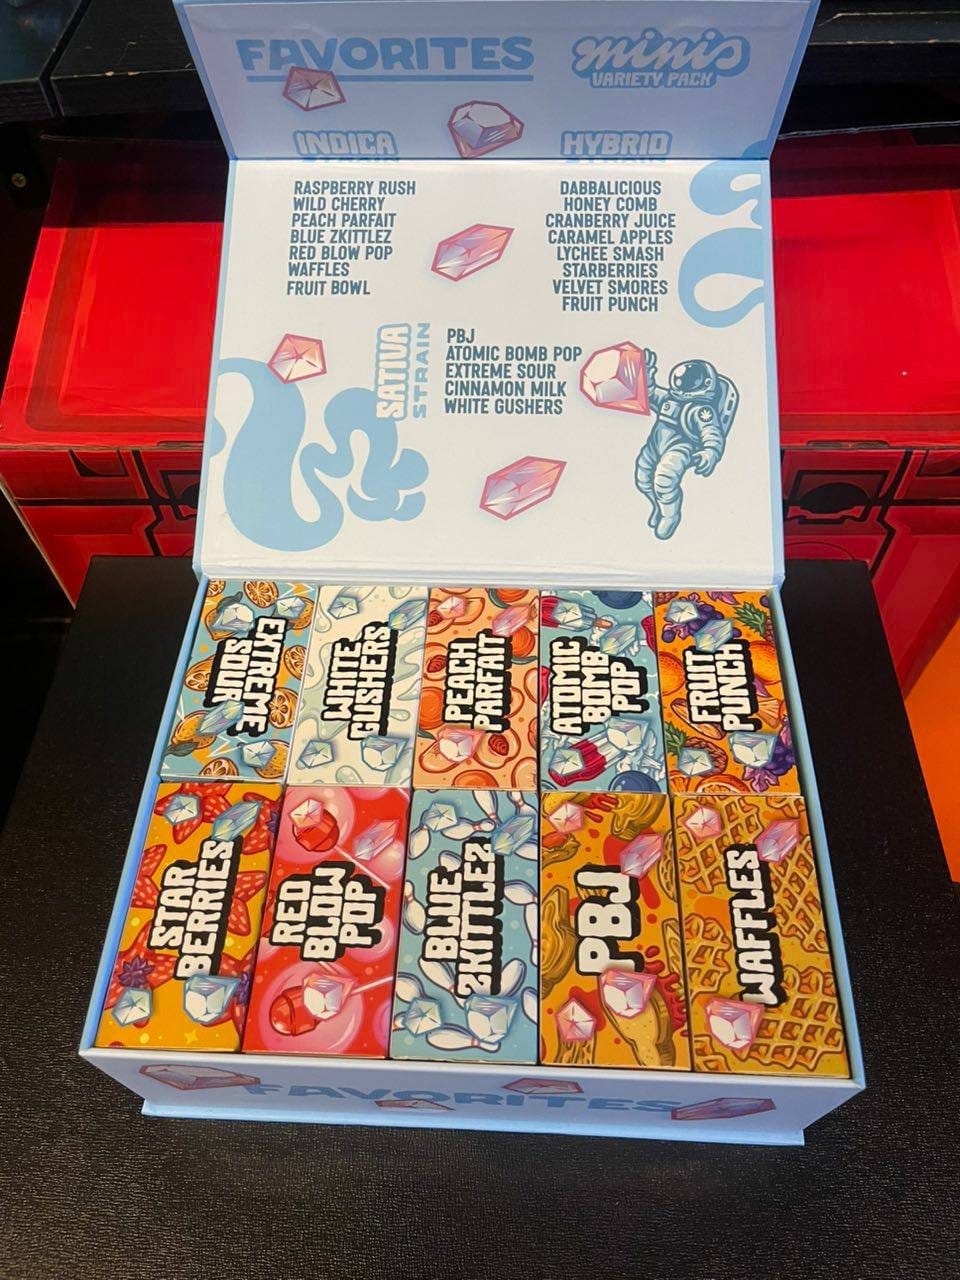 FAVORITES
minis
VARIETY PACK
INDICA
STRAIN
RASPBERRY RUSH
WILD CHERRY
PEACH PARFAIT
BLUE ZKITTLEZ
RED BLOW POP
WAFFLES
FRUIT BOWL
HYBRID
STRAIN
DABBALICIOUS
HONEY COMB
CRANBERRY JUICE
CARAMEL APPLES
LYCHEE SMASH
STARBERRIES
VELVET SMORES
FRUIT PUNCH
SATIVA
STRAIN
PBJ
ATOMIC BOMB POP
EXTREME SOUR
CINNAMON MILK
WHITE GUSHERS
EXTREME
SOUR
WHITE
GUSHERS
PEACH
PARFAIT
ATOMIC
BOMB
POP
FRUIT
PUNCH
STAR
BERRIES
RED
BLOW
POP
BLUE
ZKITTLEZ
PBJ
WAFFLES
FAVORITES